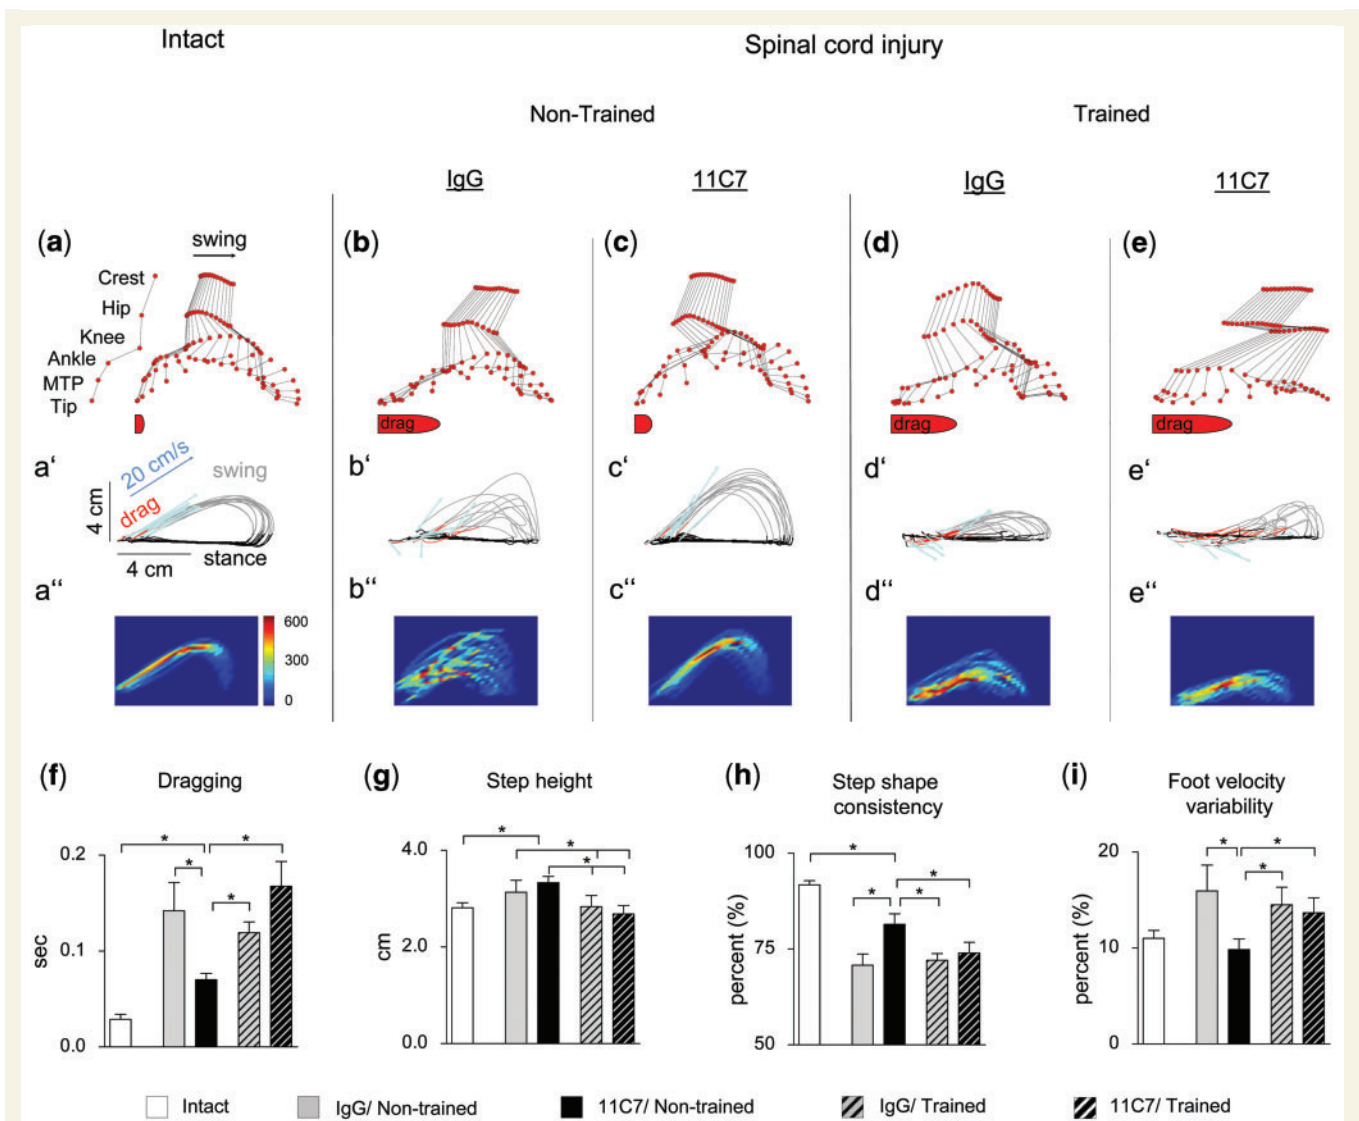 Intact
Spinal cord injury
Non-Trained
Trained
IgG
11C7
IgG
11C7
(a)
(b)
(c)
(d)
(e)
swing
Crest
Hip
Knee
Ankle
MTP
Tip
drag
drag
drag
a‘
b‘
c‘
d‘
e‘
20 cm/s
swing
4 cm
drag
stance
4 cm
a“
b“
c“
d“
e“
600
300
0
(f)
(g)
(h)
(i)
Dragging
Step height
Step shape
consistency
Foot velocity
variability
sec
0.2
0.1
0.0
* * * *
cm
4.0
2.0
0.0
* * *
percent (%)
100
75
50
* * * *
percent (%)
20
10
0
* * *
Intact
IgG/ Non-trained
11C7/ Non-trained
IgG/ Trained
11C7/ Trained